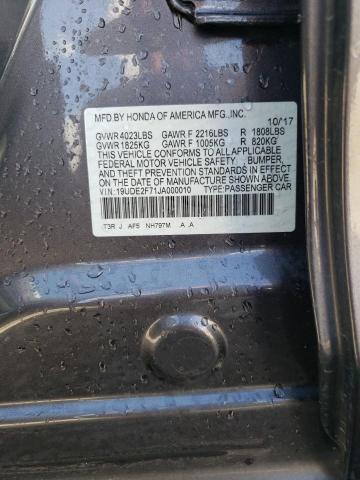 MFD.BY HONDA OF AMERICA MFG.,INC. 10/17
GVWR 4023LBS GAWR F 2216LBS R 1808LBS
GVWR 1825KG GAWR F 1005KG R 820KG
THIS VEHICLE CONFORMS TO ALL APPLICABLE
FEDERAL MOTOR VEHICLE SAFETY, BUMPER,
AND THEFT PREVENTION STANDARDS IN EFFECT
ON THE DATE OF MANUFACTURE SHOWN ABOVE.
VIN:19UDE2F71JA000010 TYPE:PASSENGER CAR
T3R J AF5 NH797M A A